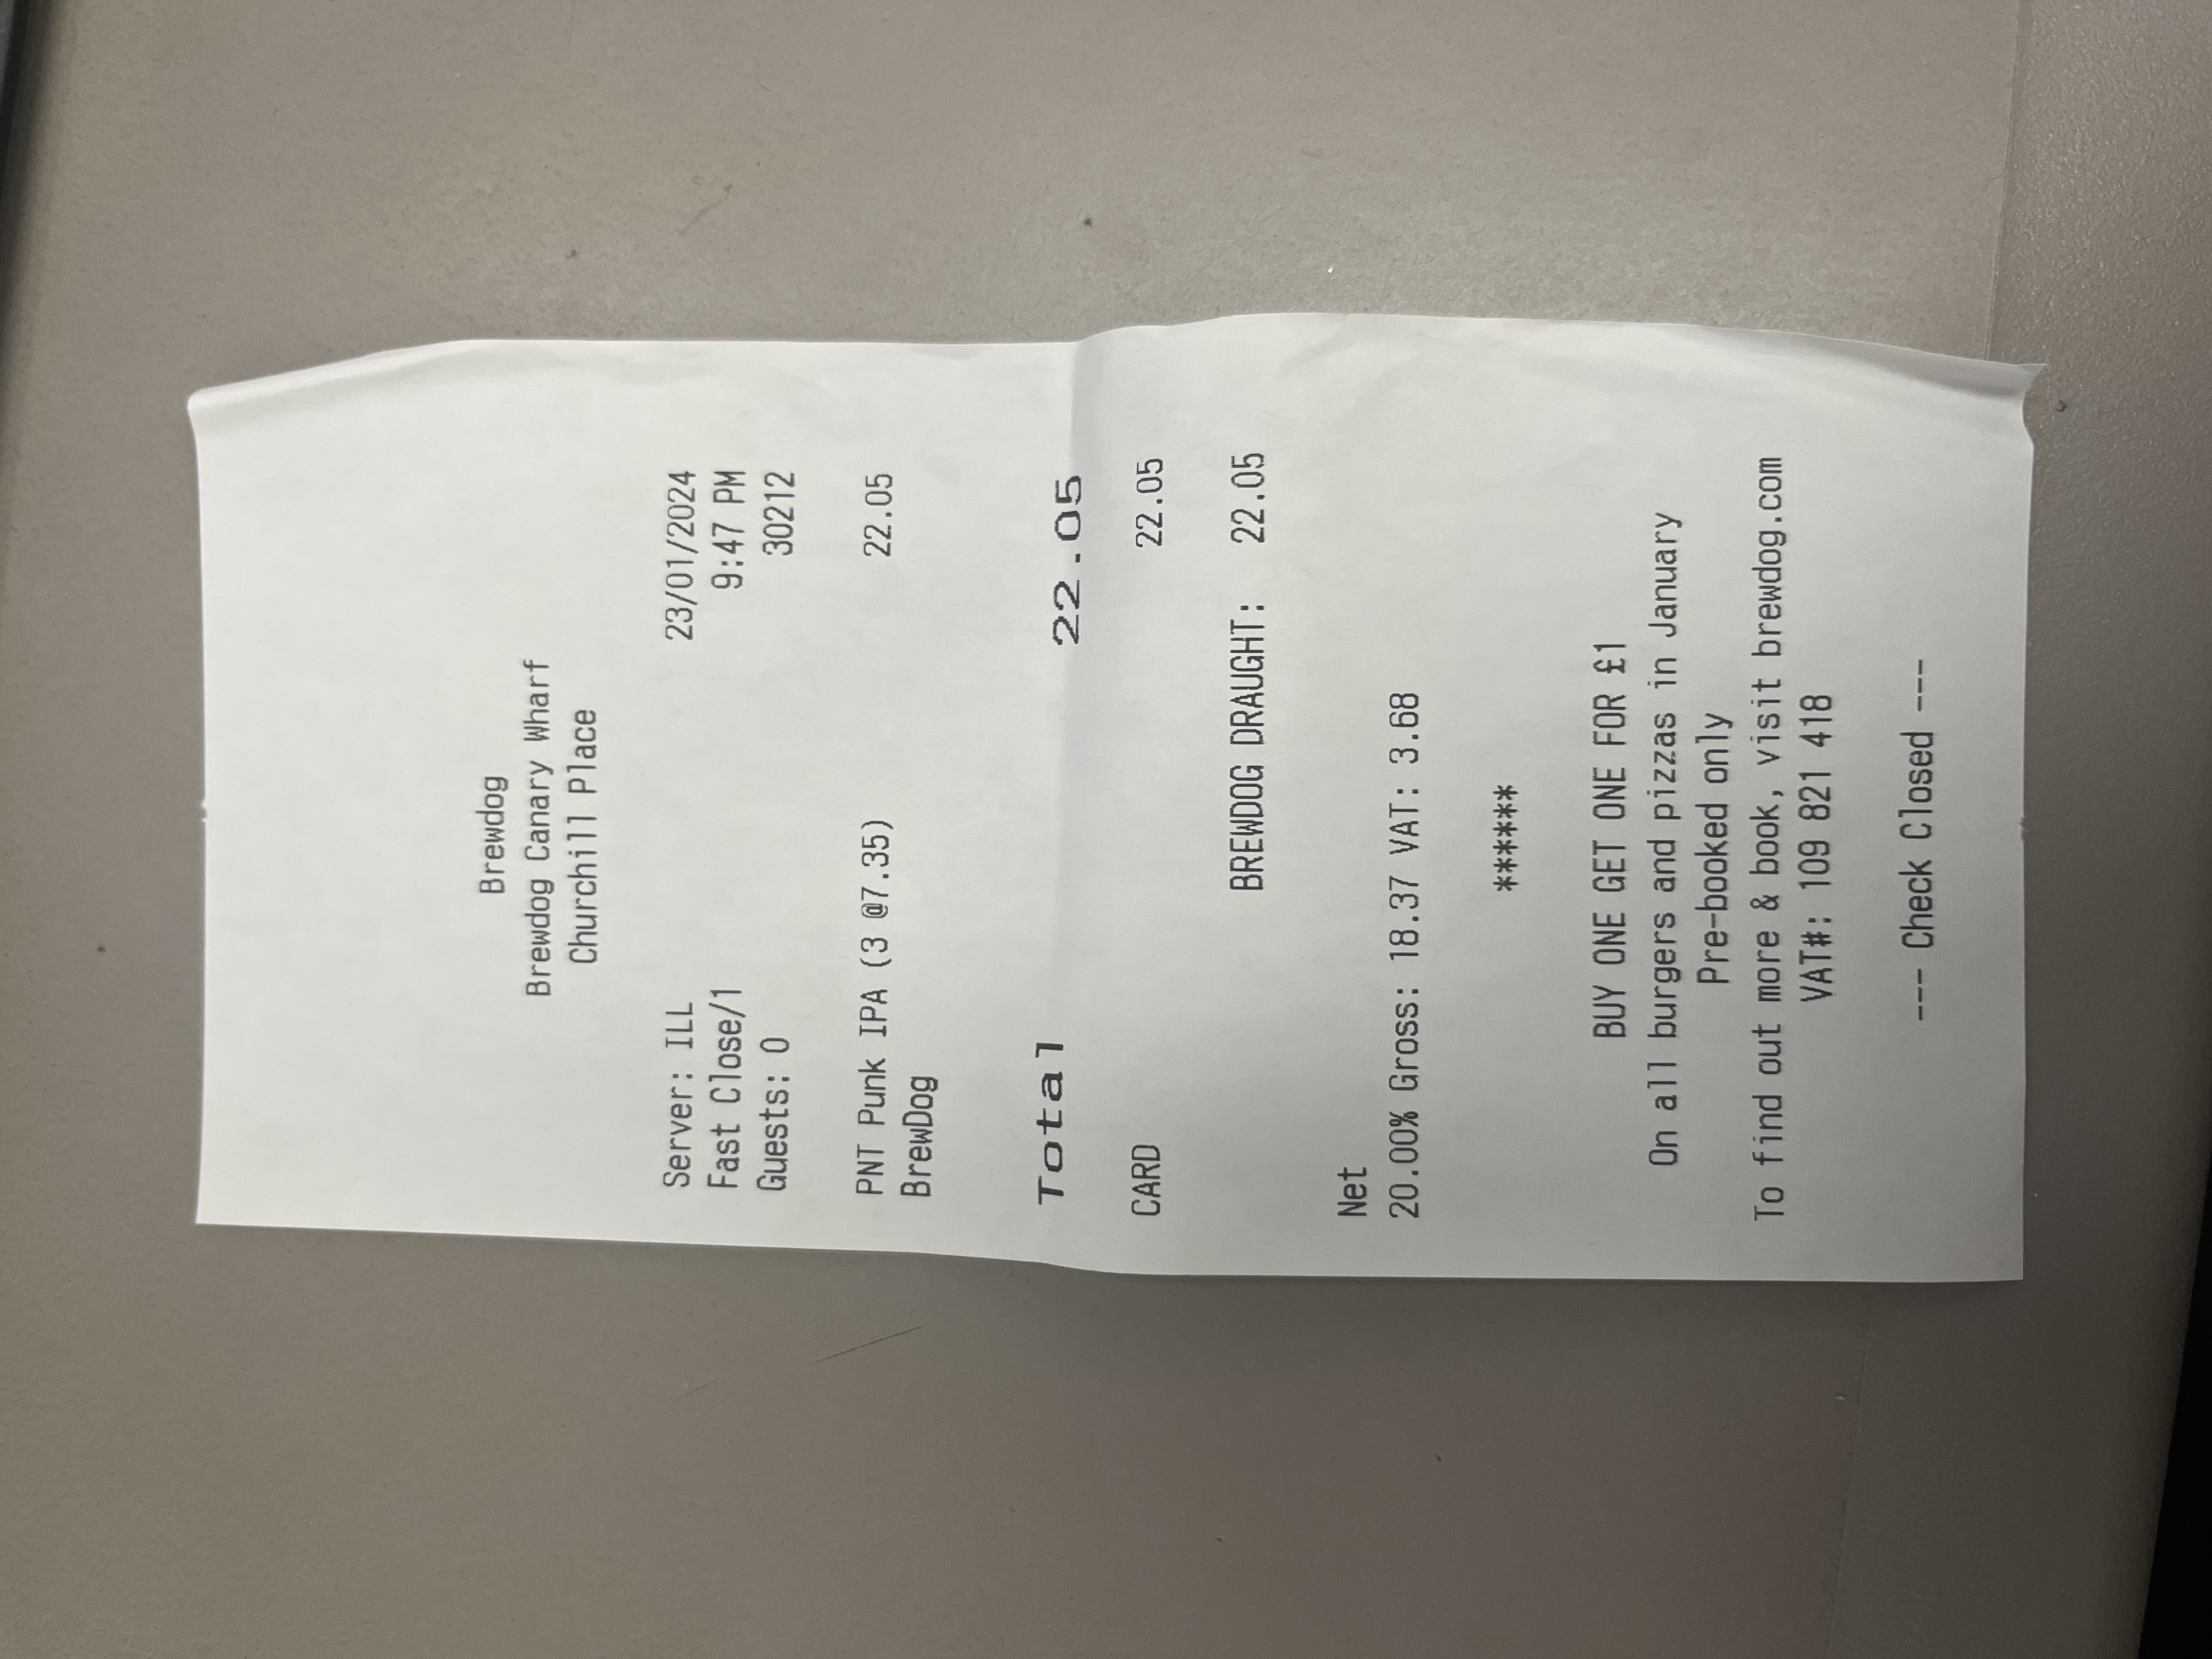 Brewdog
Brewdog Canary Wharf
Churchill Place
Server: ILL 23/01/2024
Fast Close/1 9:47 PM
Guests: 0 30212
PNT Punk IPA (3 @7.35) 22.05
BrewDog
Total 22.05
CARD 22.05
BREWDOG DRAUGHT: 22.05
Net
20.00% Gross: 18.37 VAT: 3.68
******
BUY ONE GET ONE FOR £1
On all burgers and pizzas in January
Pre-booked only
To find out more & book, visit brewdog.com
VAT#: 109 821 418
--- Check Closed ---